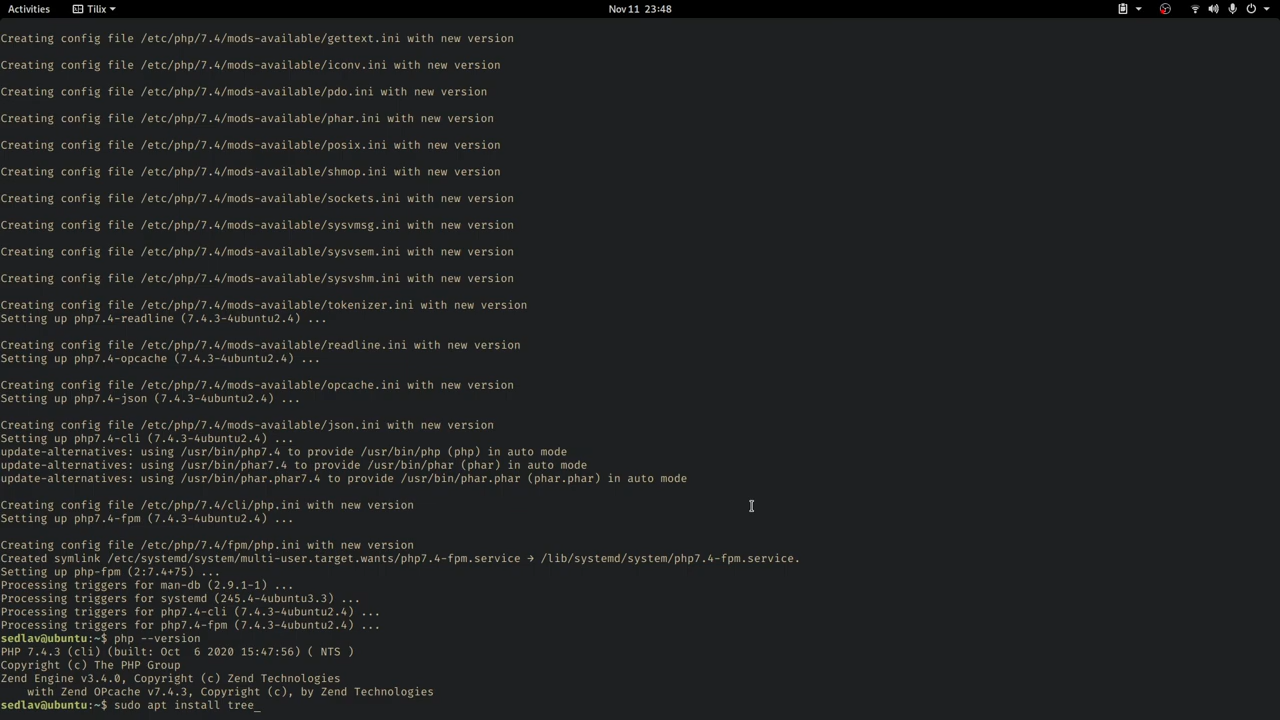 Activities
Tilix
Nov 11 23:48
Creating config file /etc/php/7.4/mods-available/gettext.ini with new version
Creating config file /etc/php/7.4/mods-available/iconv.ini with new version
Creating config file /etc/php/7.4/mods-available/pdo.ini with new version
Creating config file /etc/php/7.4/mods-available/phar.ini with new version
Creating config file /etc/php/7.4/mods-available/posix.ini with new version
Creating config file /etc/php/7.4/mods-available/shmop.ini with new version
Creating config file /etc/php/7.4/mods-available/sockets.ini with new version
Creating config file /etc/php/7.4/mods-available/sysvmsg.ini with new version
Creating config file /etc/php/7.4/mods-available/sysvsem.ini with new version
Creating config file /etc/php/7.4/mods-available/sysvshm.ini with new version
Creating config file /etc/php/7.4/mods-available/tokenizer.ini with new version
Setting up php7.4-readline (7.4.3-4ubuntu2.4) ...
Creating config file /etc/php/7.4/mods-available/readline.ini with new version
Setting up php7.4-opcache (7.4.3-4ubuntu2.4) ...
Creating config file /etc/php/7.4/mods-available/opcache.ini with new version
Setting up php7.4-json (7.4.3-4ubuntu2.4) ...
Creating config file /etc/php/7.4/mods-available/json.ini with new version
Setting up php7.4-cli (7.4.3-4ubuntu2.4) ...
update-alternatives: using /usr/bin/php7.4 to provide /usr/bin/php (php) in auto mode
update-alternatives: using /usr/bin/phar7.4 to provide /usr/bin/phar (phar) in auto mode
update-alternatives: using /usr/bin/phar.phar7.4 to provide /usr/bin/phar.phar (phar.phar) in auto mode
Creating config file /etc/php/7.4/cli/php.ini with new version
Setting up php7.4-fpm (7.4.3-4ubuntu2.4) ...
Creating config file /etc/php/7.4/fpm/php.ini with new version
Created symlink /etc/systemd/system/multi-user.target.wants/php7.4-fpm.service → /lib/systemd/system/php7.4-fpm.service.
Setting up php-fpm (2:7.4+75) ...
Processing triggers for man-db (2.9.1-1) ...
Processing triggers for systemd (245.4-4ubuntu3.3) ...
Processing triggers for php7.4-cli (7.4.3-4ubuntu2.4) ...
Processing triggers for php7.4-fpm (7.4.3-4ubuntu2.4) ...
sedlav@ubuntu:~$ php --version
PHP 7.4.3 (cli) (built: Oct  6 2020 15:47:56) ( NTS )
Copyright (c) The PHP Group
Zend Engine v3.4.0, Copyright (c) Zend Technologies
    with Zend OPcache v7.4.3, Copyright (c), by Zend Technologies
sedlav@ubuntu:~$ sudo apt install tree_